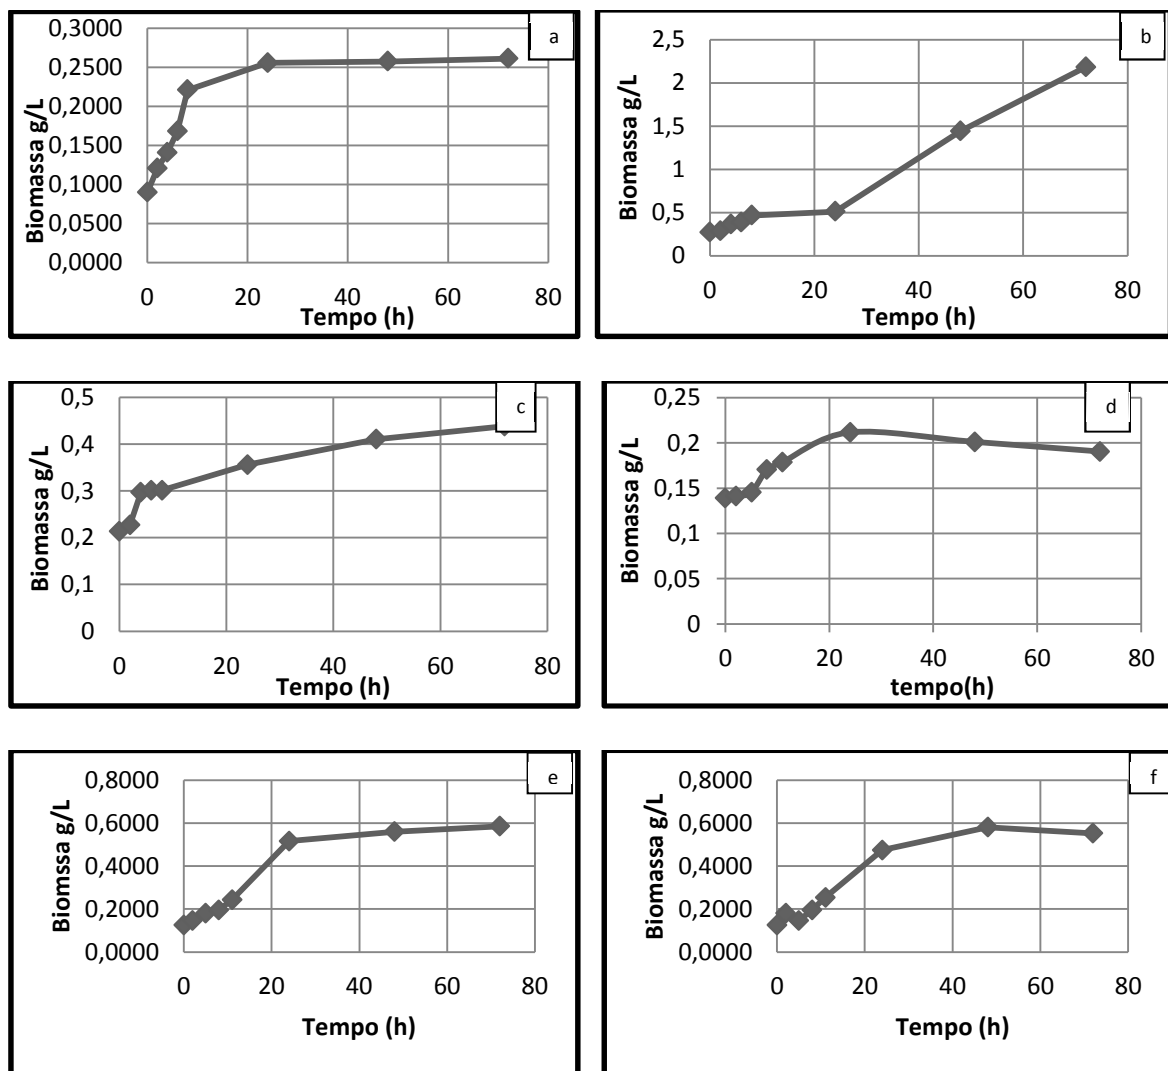 a
0,3000
0,2500
0,2000
0,1500
0,1000
0,0500
0,0000
Biomassa g/L
0 20 40 60 80
Tempo (h)
b
2,5
2
1,5
1
0,5
0
Biomassa g/L
0 20 40 60 80
Tempo (h)
c
0,5
0,4
0,3
0,2
0,1
0
Biomassa g/L
0 20 40 60 80
Tempo (h)
d
0,25
0,2
0,15
0,1
0,05
0
Biomassa g/L
0 20 40 60 80
tempo(h)
e
0,8000
0,6000
0,4000
0,2000
0,0000
Biomssa g/L
0 20 40 60 80
Tempo (h)
f
0,8000
0,6000
0,4000
0,2000
0,0000
Biomassa g/L
0 20 40 60 80
Tempo (h)